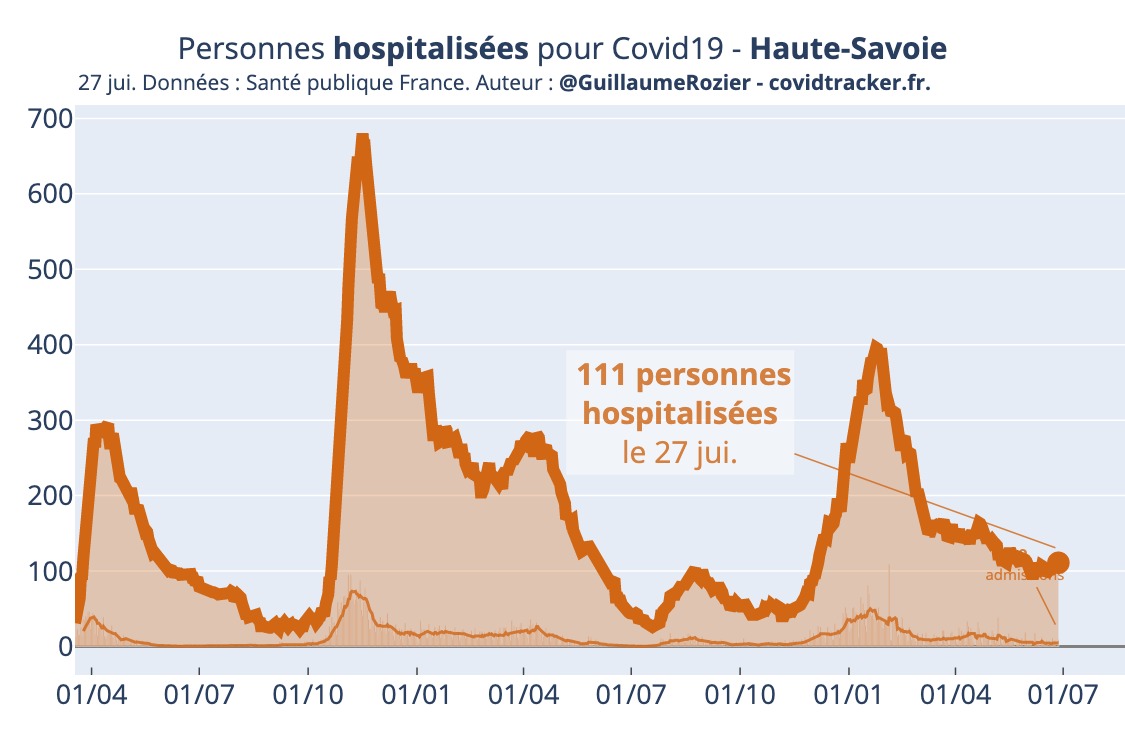 Personnes hospitalisées pour Covid19 - Haute-Savoie
27 jui. Données : Santé publique France. Auteur : @GuillaumeRozier - covidtracker.fr.
700
600
500
400
300
200
100
0
111 personnes
hospitalisées
le 27 jui.
admissions
01/04 01/07 01/10 01/01 01/04 01/07 01/10 01/01 01/04 01/07